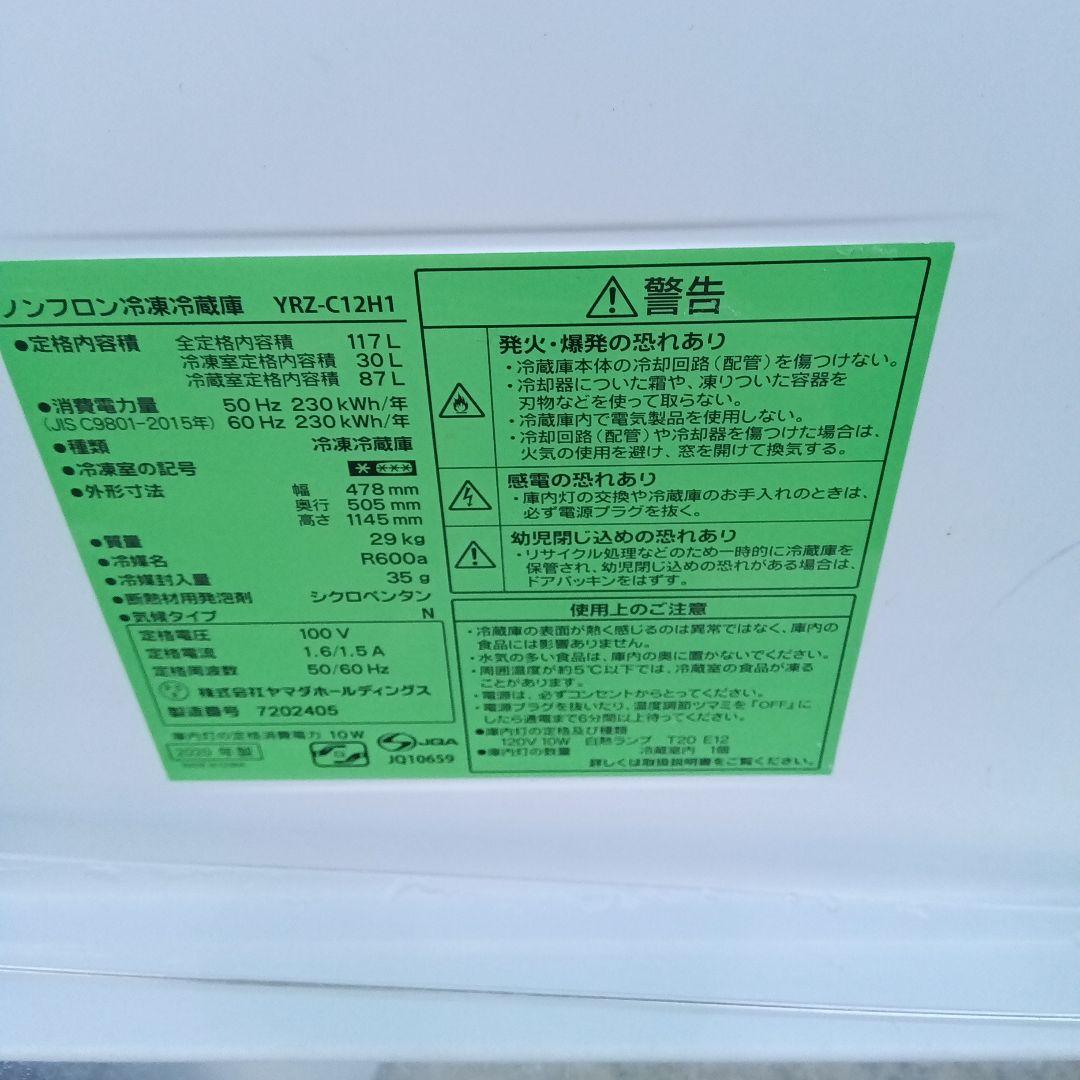 ノンフロン冷凍冷蔵庫 YRZ-C12H1
●定格内容積 全定格内容積 117 L
冷凍室定格内容積 30 L
冷蔵室定格内容積 87 L
●消費電力量 50 Hz 230 kWh/年
(JIS C9801-2015年) 60 Hz 230 kWh/年
●種類 冷凍冷蔵庫
●冷凍室の記号
●外形寸法 幅 478 mm
奥行 505 mm
高さ 1145 mm
●質量 29 kg
●冷媒名 R600a
●冷媒封入量 35 g
●断熱材用発泡剤 シクロペンタン
●気候タイプ N
定格電圧 100 V
定格電流 1.6/1.5 A
定格周波数 50/60 Hz
株式会社ヤマダホールディングス
製造番号 7202405
庫内灯の定格消費電力 10 W
2020 年製
JQA
JQ10659
警告
発火・爆発の恐れあり
・冷蔵庫本体の冷却回路(配管)を傷つけない。
・冷却器についた霜や、凍りついた容器を
刃物などを使って取らない。
・冷蔵庫内で電気製品を使用しない。
・冷却回路(配管)や冷却器を傷つけた場合は、
火気の使用を避け、窓を開けて換気する。
感電の恐れあり
・庫内灯の交換や冷蔵庫のお手入れのときは、
必ず電源プラグを抜く。
幼児閉じ込めの恐れあり
・リサイクル処理などのため一時的に冷蔵庫を
保管され、幼児閉じ込めの恐れがある場合は、
ドアパッキンをはずす。
使用上のご注意
・冷蔵庫の表面が熱く感じるのは異常ではなく、庫内の
食品には影響ありません。
・水気の多い食品は、庫内の奥に置かないでください。
・周囲温度が約5℃以下では、冷蔵室の食品が凍る
ことがあります。
・電源は、必ずコンセントからとってください。
・電源プラグを抜いたり、温度調節ツマミを「OFF」に
したら通電まで6分間以上待ってください。
●庫内灯の定格及び種類
120V 10W 白熱ランプ T20 E12
●庫内灯の数量 冷蔵室内 1個
詳しくは取扱説明書をご覧ください。